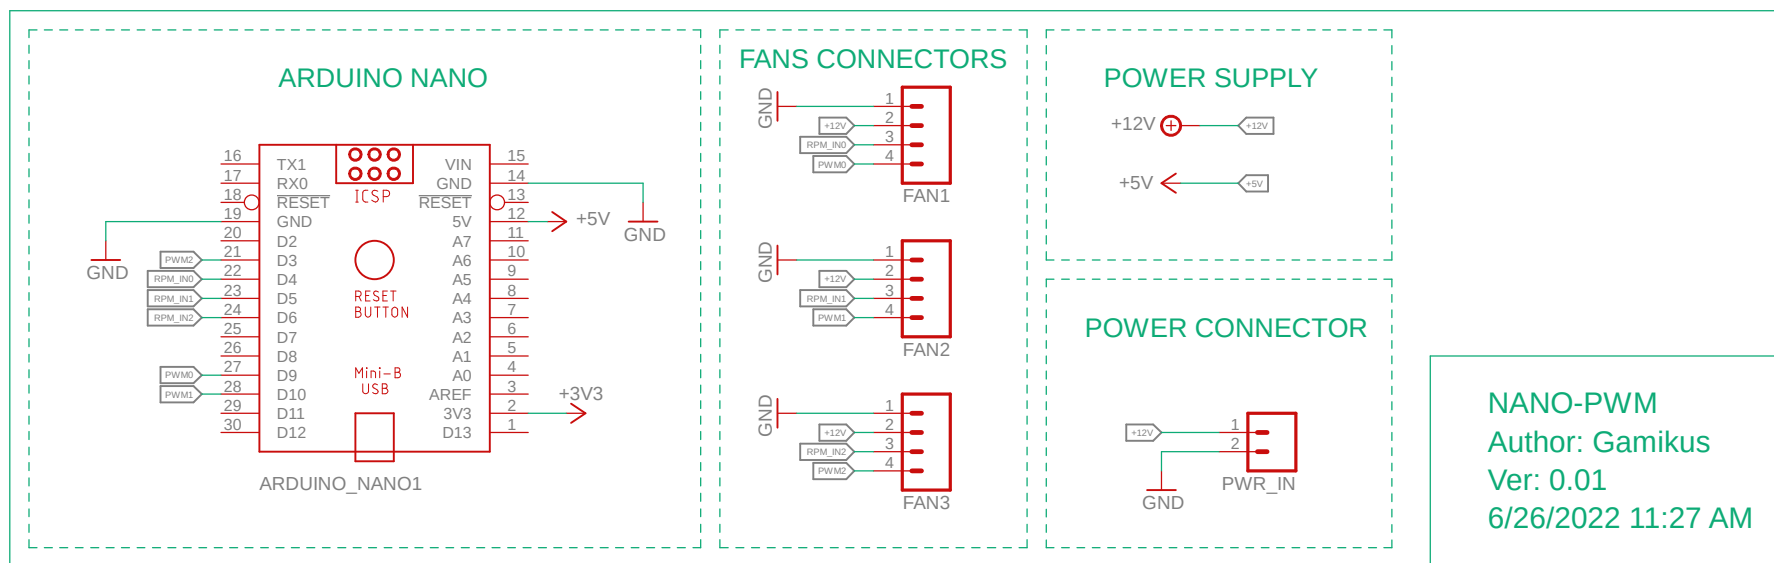 ARDUINO NANO
16 TX1 VIN 15
17 RX0 GND 14
18 RESET RESET 13
19 GND 5V 12
20 D2 A7 11
21 D3 A6 10
22 D4 A5 9
23 D5 A4 8
24 D6 A3 7
25 D7 A2 6
26 D8 A1 5
27 D9 A0 4
28 D10 AREF 3
29 D11 3V3 2
30 D12 D13 1
ICSP
RESET
BUTTON
Mini-B
USB
GND
PWM2
RPM_IN0
RPM_IN1
RPM_IN2
PWM0
PWM1
+5V
GND
+3V3
ARDUINO_NANO1
FANS CONNECTORS
GND 1
+12V 2
RPM_IN0 3
PWM0 4
FAN1
GND 1
+12V 2
RPM_IN1 3
PWM1 4
FAN2
GND 1
+12V 2
RPM_IN2 3
PWM2 4
FAN3
POWER SUPPLY
+12V +12V
+5V +5V
POWER CONNECTOR
+12V 1
2
GND
PWR_IN
NANO-PWM
Author: Gamikus
Ver: 0.01
6/26/2022 11:27 AM